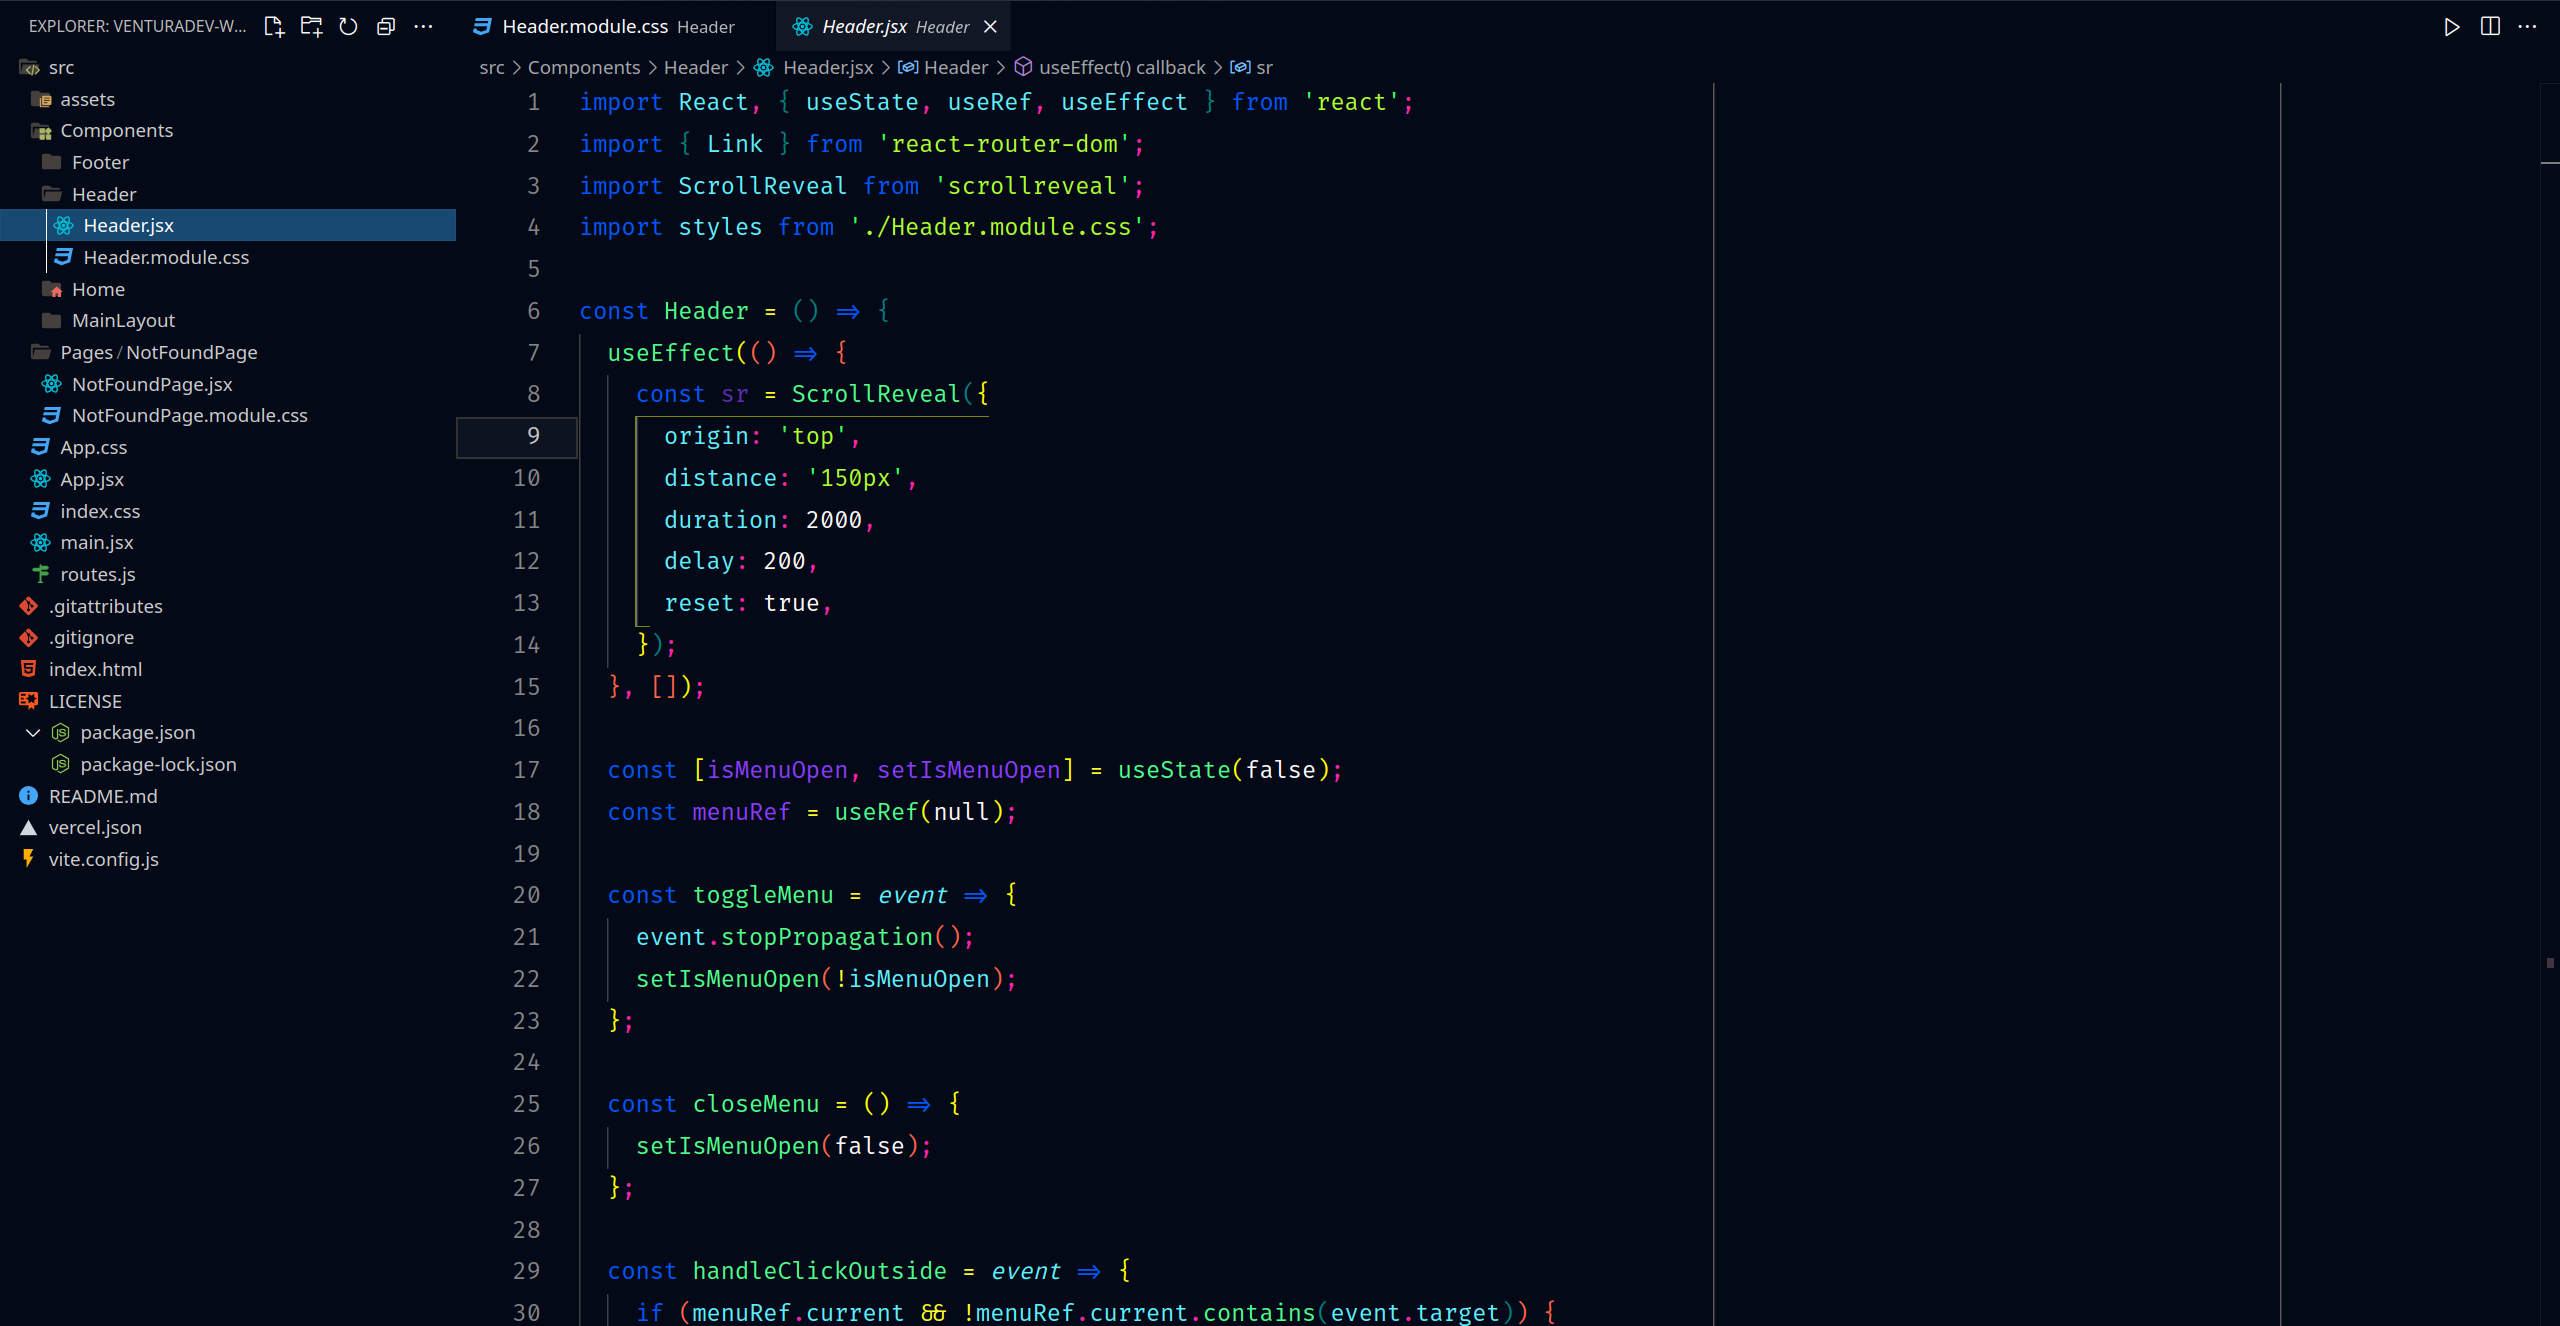 EXPLORER: VENTURADEV-W...
src
assets
Components
Footer
Header
Header.jsx
Header.module.css
Home
MainLayout
Pages / NotFoundPage
NotFoundPage.jsx
NotFoundPage.module.css
App.css
App.jsx
index.css
main.jsx
routes.js
.gitattributes
.gitignore
index.html
LICENSE
package.json
package-lock.json
README.md
vercel.json
vite.config.js
Header.module.css Header
Header.jsx Header
src > Components > Header > Header.jsx > Header > useEffect() callback > sr
1 import React, { useState, useRef, useEffect } from 'react';
2 import { Link } from 'react-router-dom';
3 import ScrollReveal from 'scrollreveal';
4 import styles from './Header.module.css';
5
6 const Header = () => {
7 useEffect(() => {
8 const sr = ScrollReveal({
9 origin: 'top',
10 distance: '150px',
11 duration: 2000,
12 delay: 200,
13 reset: true,
14 });
15 }, []);
16
17 const [isMenuOpen, setIsMenuOpen] = useState(false);
18 const menuRef = useRef(null);
19
20 const toggleMenu = event => {
21 event.stopPropagation();
22 setIsMenuOpen(!isMenuOpen);
23 };
24
25 const closeMenu = () => {
26 setIsMenuOpen(false);
27 };
28
29 const handleClickOutside = event => {
30 if (menuRef.current && !menuRef.current.contains(event.target)) {